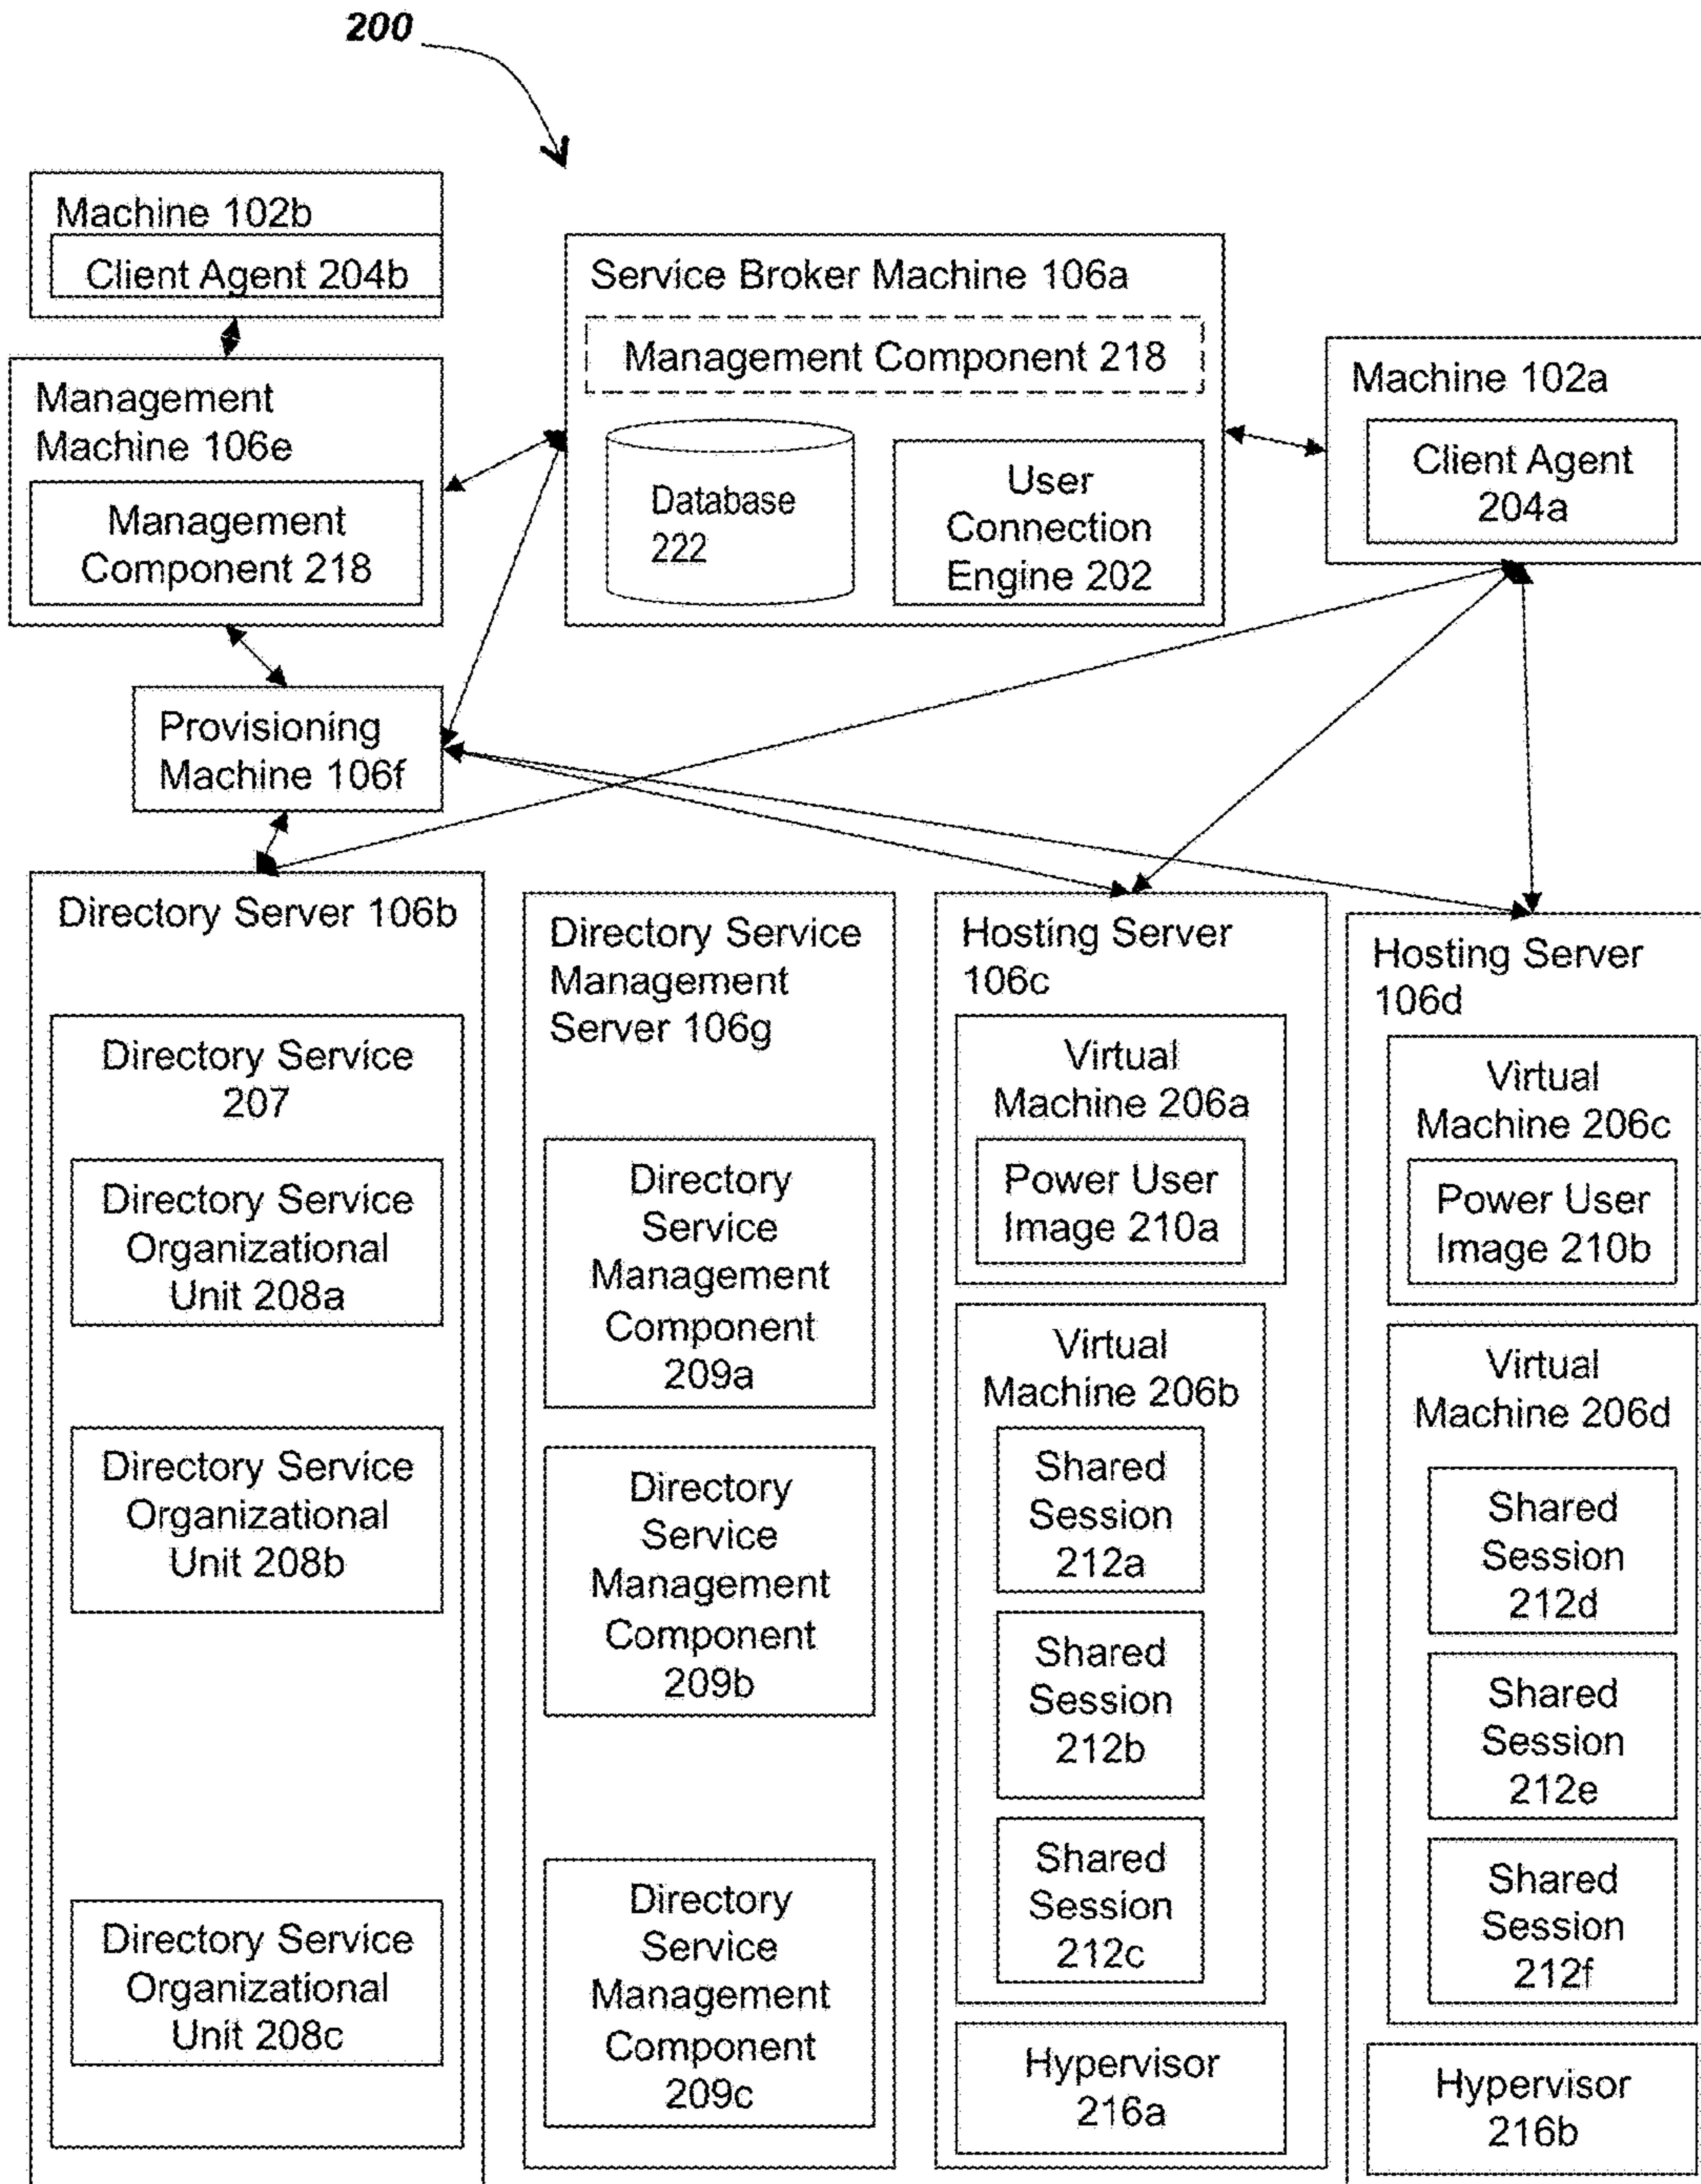 200
Machine 102b
Client Agent 204b
Service Broker Machine 106a
Management Component 218
Database
222
User
Connection
Engine 202
Machine 102a
Client Agent
204a
Management
Machine 106e
Management
Component 218
Provisioning
Machine 106f
Directory Server 106b
Directory Service
207
Directory Service
Organizational
Unit 208a
Directory Service
Organizational
Unit 208b
Directory Service
Organizational
Unit 208c
Directory Service
Management
Server 106g
Directory
Service
Management
Component
209a
Directory
Service
Management
Component
209b
Directory
Service
Management
Component
209c
Hosting Server
106c
Virtual
Machine 206a
Power User
Image 210a
Virtual
Machine 206b
Shared
Session
212a
Shared
Session
212b
Shared
Session
212c
Hypervisor
216a
Hosting Server
106d
Virtual
Machine 206c
Power User
Image 210b
Virtual
Machine 206d
Shared
Session
212d
Shared
Session
212e
Shared
Session
212f
Hypervisor
216b